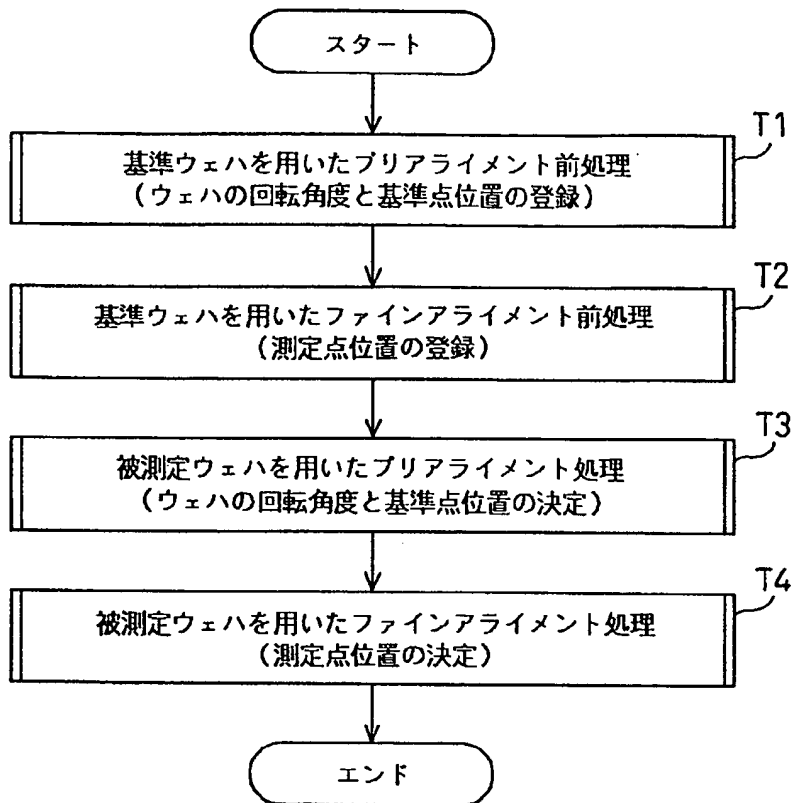 スタート
T1
基準ウェハを用いたプリアライメント前処理
(ウェハの回転角度と基準点位置の登録)
T2
基準ウェハを用いたファインアライメント前処理
(測定点位置の登録)
T3
被測定ウェハを用いたプリアライメント処理
(ウェハの回転角度と基準点位置の決定)
T4
被測定ウェハを用いたファインアライメント処理
(測定点位置の決定)
エンド